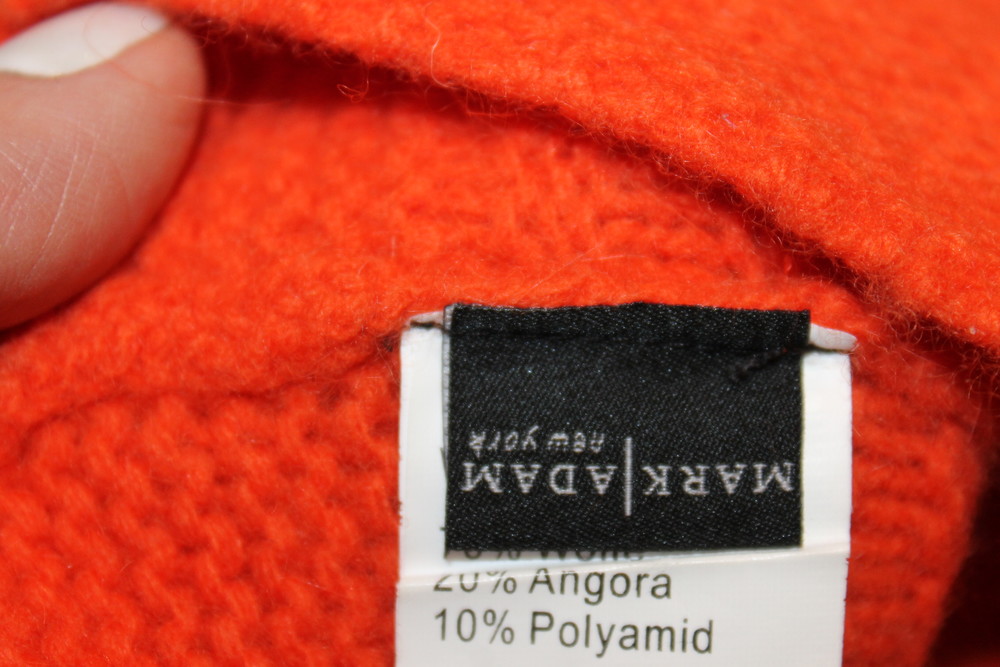 MARK|ADAM
new york
20% Angora
10% Polyamid